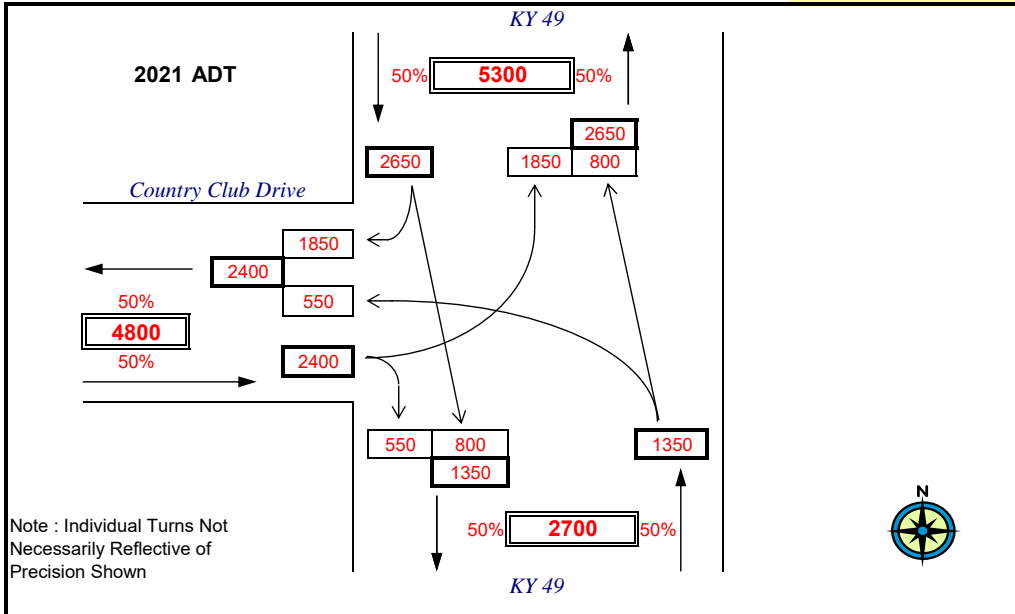 KY 49
2021 ADT
50% 5300 50%
2650
2650
1850 800
Country Club Drive
1850
2400
550
50%
4800
50%
2400
550 800
1350
1350
50% 2700 50%
N
Note : Individual Turns Not
Necessarily Reflective of
Precision Shown
KY 49